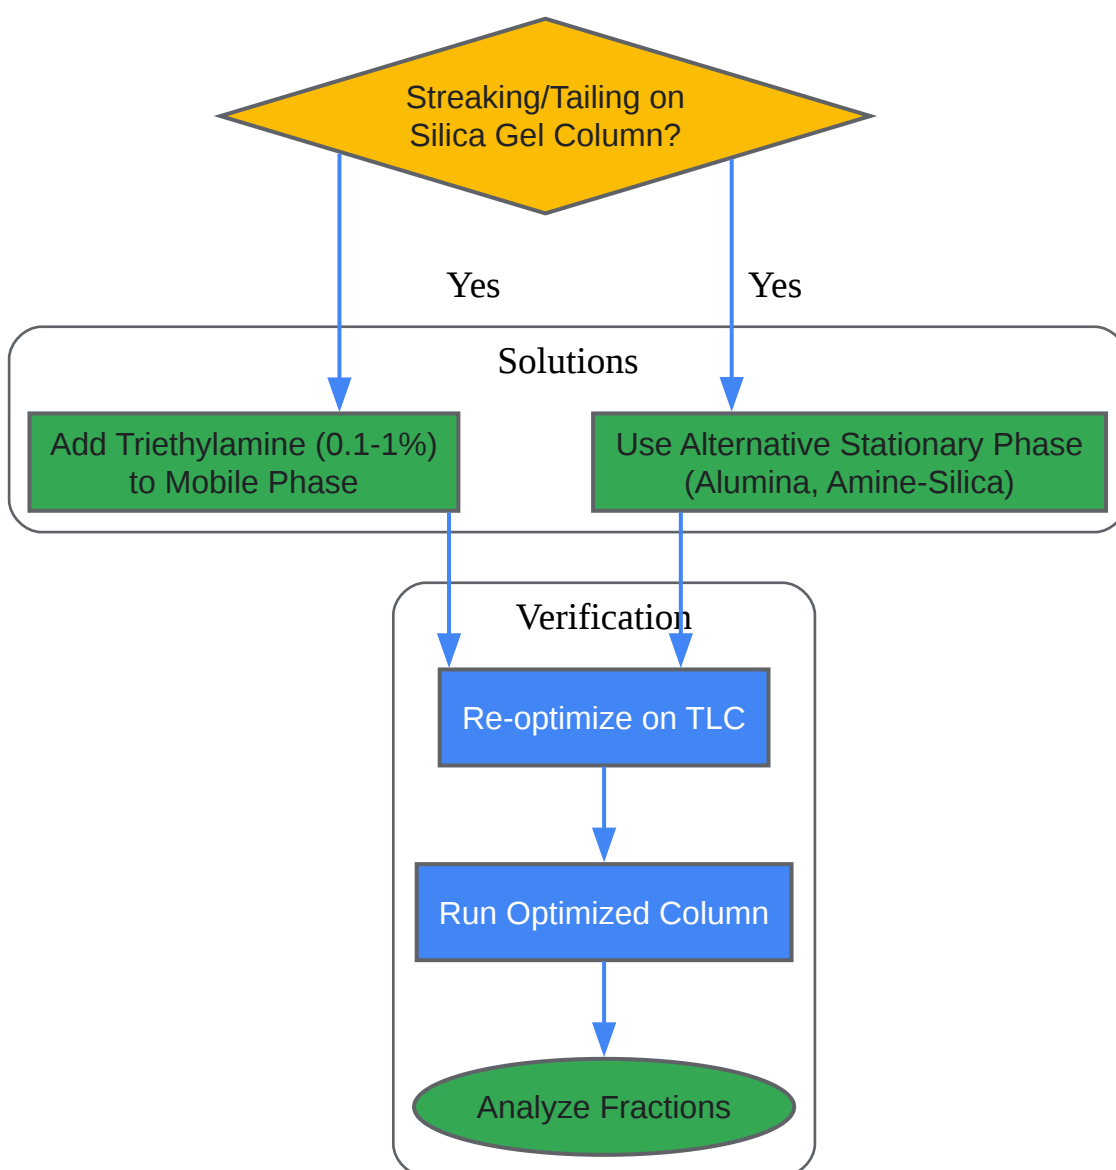 Streaking/Tailing on
Silica Gel Column?
Yes
Yes
Solutions
Add Triethylamine (0.1-1%)
to Mobile Phase
Use Alternative Stationary Phase
(Alumina, Amine-Silica)
Verification
Re-optimize on TLC
Run Optimized Column
Analyze Fractions